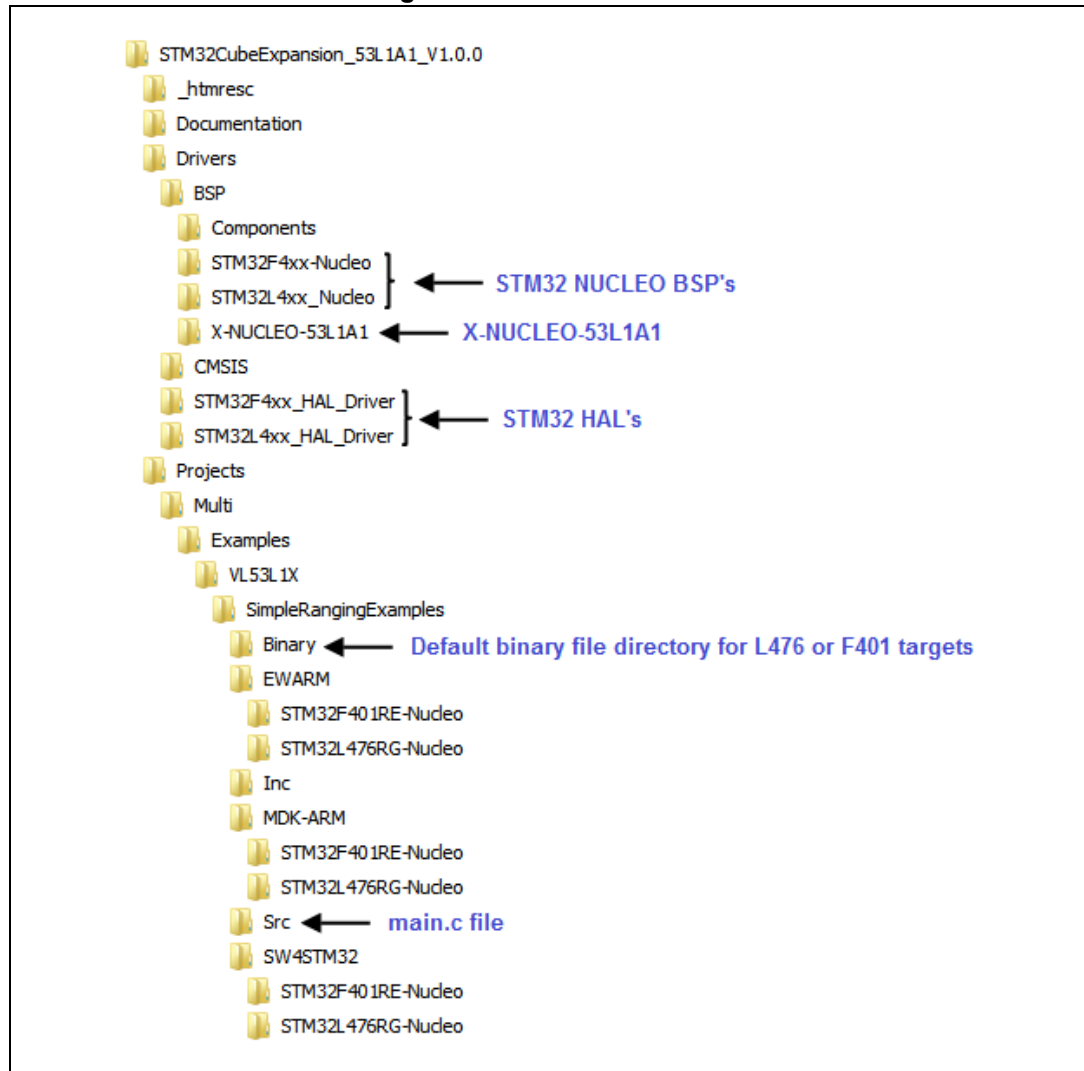 STM32CubeExpansion_53L1A1_V1.0.0
_htmresc
Documentation
Drivers
BSP
Components
STM32F4xx-Nucleo
STM32L4xx_Nucleo
STM32 NUCLEO BSP's
X-NUCLEO-53L1A1 X-NUCLEO-53L1A1
CMSIS
STM32F4xx_HAL_Driver
STM32L4xx_HAL_Driver
STM32 HAL's
Projects
Multi
Examples
VL53L1X
SimpleRangingExamples
Binary Default binary file directory for L476 or F401 targets
EWARM
STM32F401RE-Nucleo
STM32L476RG-Nucleo
Inc
MDK-ARM
STM32F401RE-Nucleo
STM32L476RG-Nucleo
Src main.c file
SW4STM32
STM32F401RE-Nucleo
STM32L476RG-Nucleo